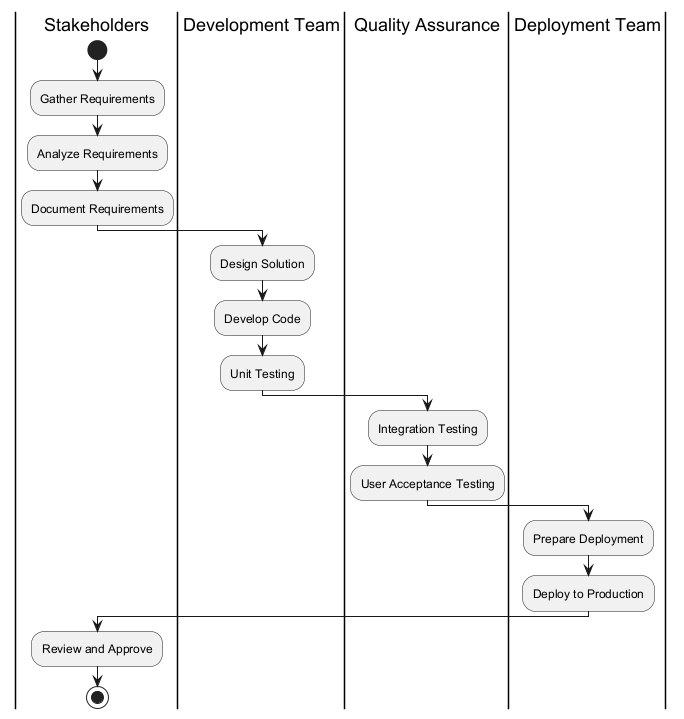 Stakeholders
Development Team
Quality Assurance
Deployment Team
Gather Requirements
Analyze Requirements
Document Requirements
Design Solution
Develop Code
Unit Testing
Integration Testing
User Acceptance Testing
Prepare Deployment
Deploy to Production
Review and Approve